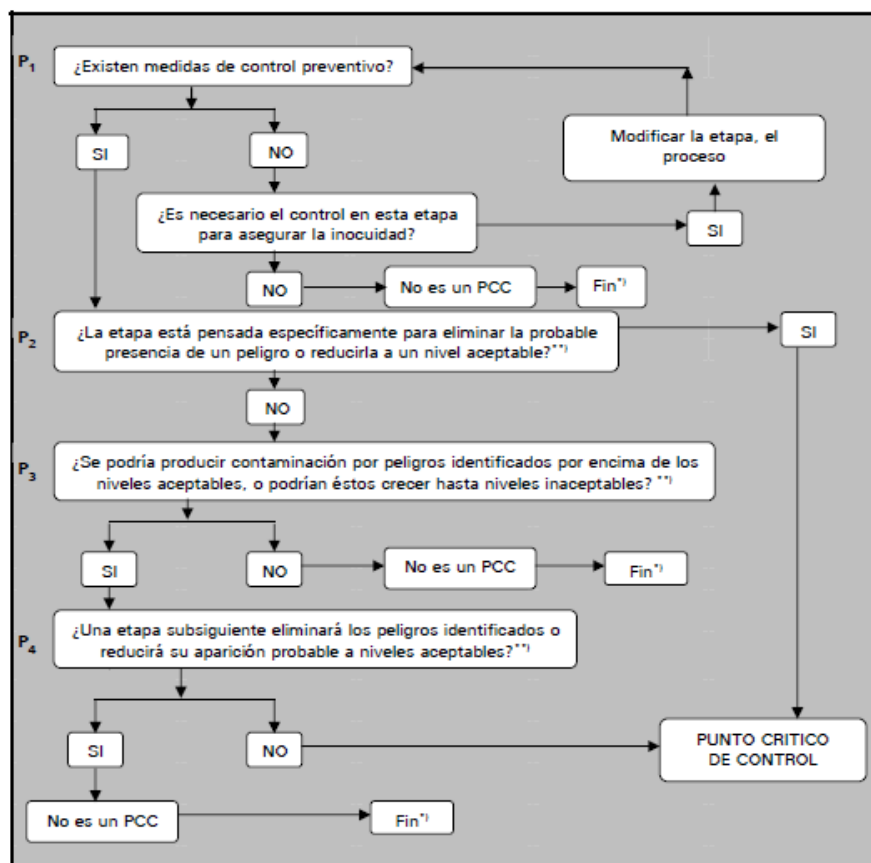 P1
¿Existen medidas de control preventivo?
SI
NO
Modificar la etapa, el
proceso
¿Es necesario el control en esta etapa
para asegurar la inocuidad?
SI
NO
No es un PCC
Fin*)
P2
¿La etapa está pensada específicamente para eliminar la probable
presencia de un peligro o reducirla a un nivel aceptable?**)
SI
NO
P3
¿Se podría producir contaminación por peligros identificados por encima de los
niveles aceptables, o podrían éstos crecer hasta niveles inaceptables? **)
SI
NO
No es un PCC
Fin*)
P4
¿Una etapa subsiguiente eliminará los peligros identificados o
reducirá su aparición probable a niveles aceptables?**)
SI
NO
PUNTO CRITICO
DE CONTROL
No es un PCC
Fin*)